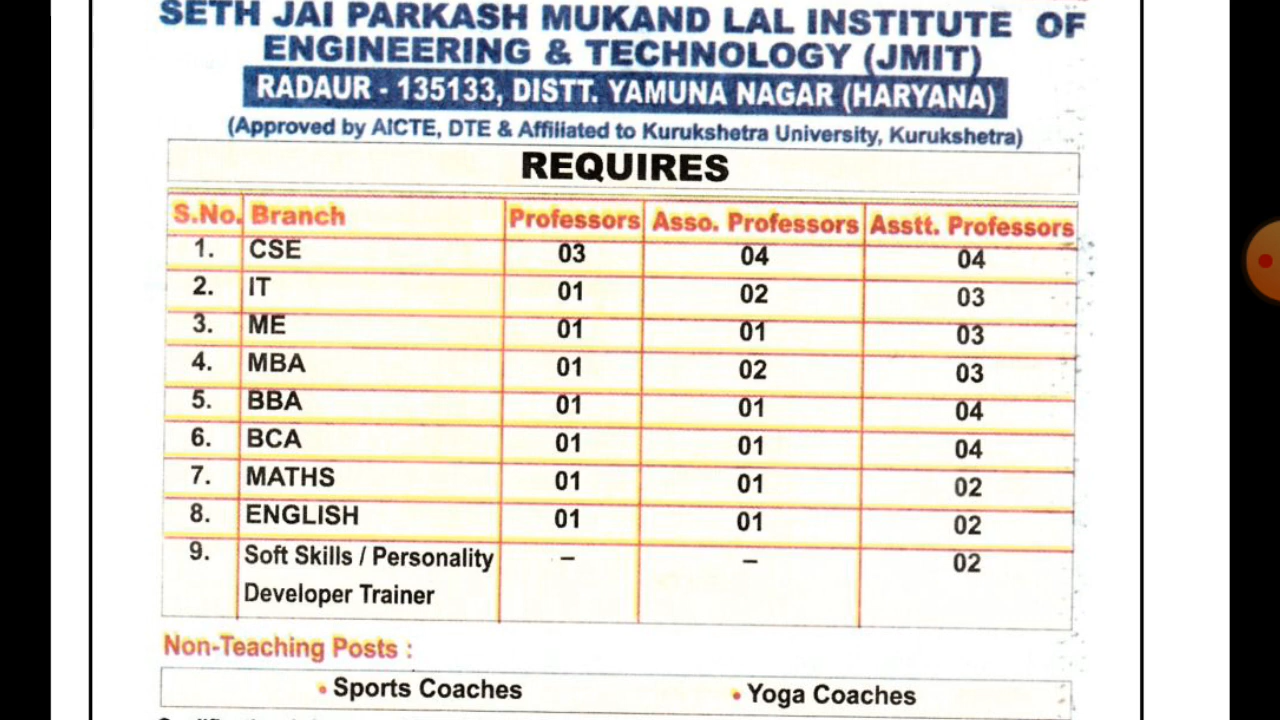 SETH JAI PARKASH MUKAND LAL INSTITUTE OF
ENGINEERING & TECHNOLOGY (JMIT)
RADAUR - 135133, DISTT. YAMUNA NAGAR (HARYANA)
(Approved by AICTE, DTE & Affiliated to Kurukshetra University, Kurukshetra)
REQUIRES
S.No. Branch Professors Asso. Professors Asstt. Professors
1. CSE 03 04 04
2. IT 01 02 03
3. ME 01 01 03
4. MBA 01 02 03
5. BBA 01 01 04
6. BCA 01 01 04
7. MATHS 01 01 02
8. ENGLISH 01 01 02
9. Soft Skills / Personality – – 02
Developer Trainer
Non-Teaching Posts :
• Sports Coaches • Yoga Coaches